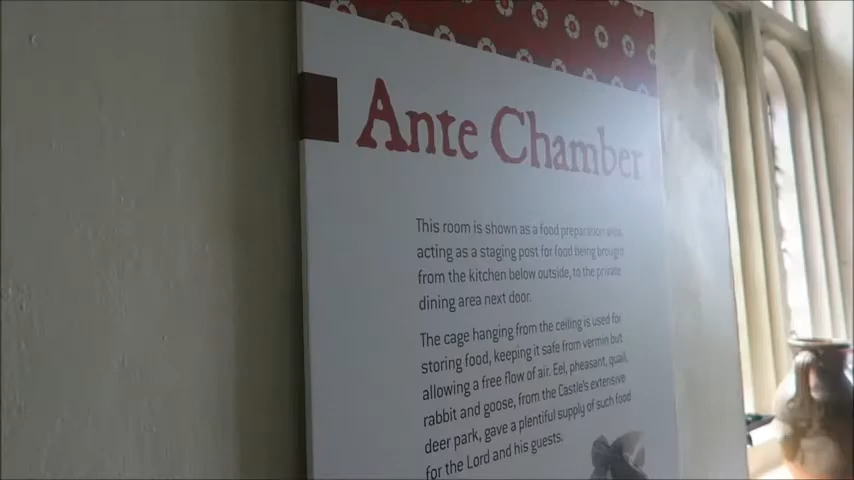 Ante Chamber
This room is shown as a food preparation area,
acting as a staging post for food being brought
from the kitchen below outside, to the private
dining area next door.
The cage hanging from the ceiling is used for
storing food, keeping it safe from vermin but
allowing a free flow of air. Eel, pheasant, quail,
rabbit and goose, from the Castle's extensive
deer park, gave a plentiful supply of such food
for the Lord and his guests.